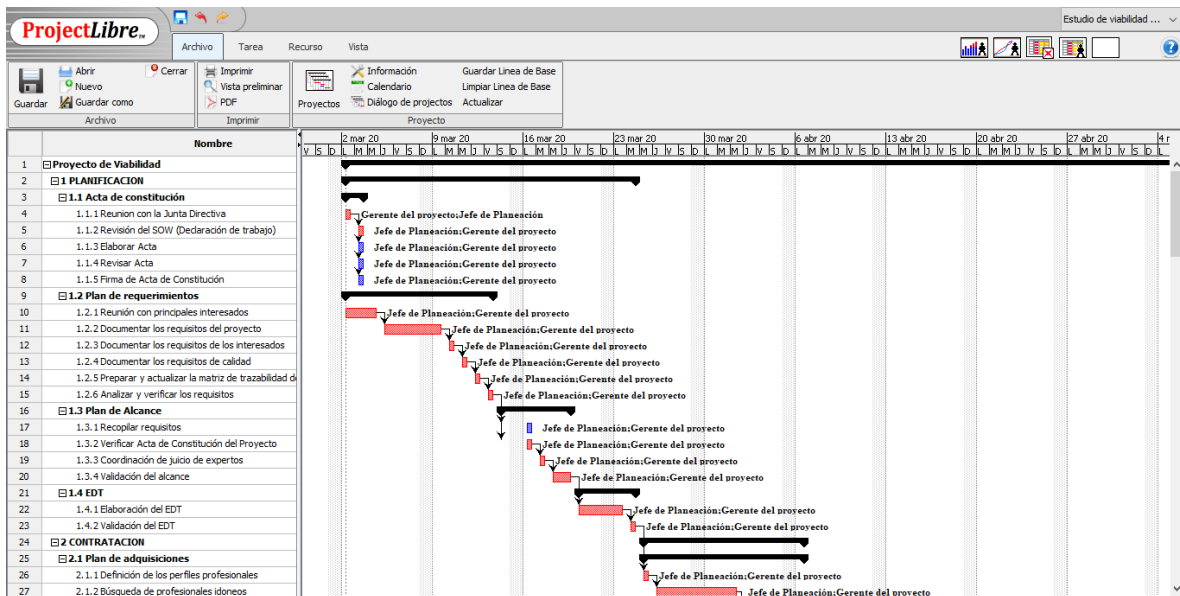 ProjectLibre™
Estudio de viabilidad ...
Archivo Tarea Recurso Vista
Guardar
Abrir
Nuevo
Guardar como
Cerrar
Archivo
Imprimir
Vista preliminar
PDF
Imprimir
Proyectos
Información
Calendario
Diálogo de projectos
Guardar Linea de Base
Limpiar Linea de Base
Actualizar
Proyecto
Nombre
2 mar 20 9 mar 20 16 mar 20 23 mar 20 30 mar 20 6 abr 20 13 abr 20 20 abr 20 27 abr 20
V S D L M M J V S D L M M J V S D L M M J V S D L M M J V S D L M M J V S D L M M J V S D L M M J V S D L M M J V S D L M M J V S D L
1 Proyecto de Viabilidad
2 1 PLANIFICACION
3 1.1 Acta de constitución
4 1.1.1 Reunion con la Junta Directiva Gerente del proyecto;Jefe de Planeación
5 1.1.2 Revisión del SOW (Declaración de trabajo) Jefe de Planeación;Gerente del proyecto
6 1.1.3 Elaborar Acta Jefe de Planeación;Gerente del proyecto
7 1.1.4 Revisar Acta Jefe de Planeación;Gerente del proyecto
8 1.1.5 Firma de Acta de Constitución Jefe de Planeación;Gerente del proyecto
9 1.2 Plan de requerimientos
10 1.2.1 Reunión con principales interesados Jefe de Planeación;Gerente del proyecto
11 1.2.2 Documentar los requisitos del proyecto Jefe de Planeación;Gerente del proyecto
12 1.2.3 Documentar los requisitos de los interesados Jefe de Planeación;Gerente del proyecto
13 1.2.4 Documentar los requisitos de calidad Jefe de Planeación;Gerente del proyecto
14 1.2.5 Preparar y actualizar la matriz de trazabilidad d Jefe de Planeación;Gerente del proyecto
15 1.2.6 Analizar y verificar los requisitos Jefe de Planeación;Gerente del proyecto
16 1.3 Plan de Alcance
17 1.3.1 Recopilar requisitos Jefe de Planeación;Gerente del proyecto
18 1.3.2 Verificar Acta de Constitución del Proyecto Jefe de Planeación;Gerente del proyecto
19 1.3.3 Coordinación de juicio de expertos Jefe de Planeación;Gerente del proyecto
20 1.3.4 Validación del alcance Jefe de Planeación;Gerente del proyecto
21 1.4 EDT
22 1.4.1 Elaboración del EDT Jefe de Planeación;Gerente del proyecto
23 1.4.2 Validación del EDT Jefe de Planeación;Gerente del proyecto
24 2 CONTRATACION
25 2.1 Plan de adquisiciones
26 2.1.1 Definición de los perfiles profesionales Jefe de Planeación;Gerente del proyecto
27 2.1.2 Búsqueda de profesionales idoneos Jefe de Planeación;Gerente del proyecto